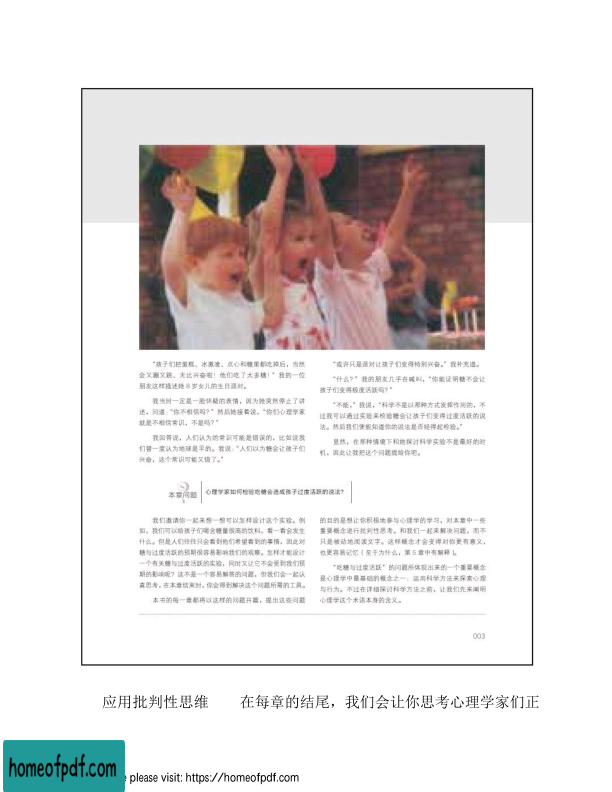 “孩子们把蛋糕、冰激凌、点心和糖果都吃掉后，当然
会又蹦又跳、无比兴奋啦！他们吃了太多糖！”我的一位
朋友这样描述她8岁女儿的生日派对。
我当时一定是一脸怀疑的表情，因为她突然停止了讲
述，问道：“你不相信吗？”然后她接着说，“你们心理学家
就是不相信常识，不是吗？”
我回答说，人们认为的常识可能是错误的，比如说我
们曾一度认为地球是平的。我说：“人们以为糖会让孩子们
兴奋，这个常识可能又错了。”
“或许只是派对让孩子们变得特别兴奋。”我补充道。
“什么？”我的朋友几乎在喊叫，“你能证明糖不会让
孩子们变得极度活跃吗？”
“不能，”我说，“科学不是以那种方式发挥作用的。不
过我可以通过实验来检验糖会让孩子们变得过度活跃的说
法。然后我们便能知道你的说法是否经得起检验。”
显然，在那种情境下和她探讨科学实验不是最好的时
机，因此让我把这个问题提给你吧。
本章问题 心理学家如何检验吃糖会造成孩子过度活跃的说法？
我们邀请你一起来想一想可以怎样设计这个实验。例
如，我们可以给孩子们喝含糖量很高的饮料，看一看会发生
什么。但是人们往往只会看到他们希望看到的事情，因此对
糖与过度活跃的预期很容易影响我们的观察。怎样才能设计
一个有关糖与过度活跃的实验，同时又让它不会受到我们预
期的影响呢？这不是一个容易解答的问题，但我们会一起认
真思考。在本章结束时，你会得到解决这个问题所需的工具。
本书的每一章都将以这样的问题开篇，提出这些问题
的目的是想让你积极地参与心理学的学习，对本章中一些
重要概念进行批判性思考，和我们一起来解决问题，而不
只是被动地阅读文字。这样概念才会变得对你更有意义，
也更容易记忆（至于为什么，第5章中有解释）。
“吃糖与过度活跃”的问题所体现出来的一个重要概念
是心理学中最基础的概念之一：运用科学方法来探索心理
与行为。不过在详细探讨科学方法之前，让我们先来阐明
心理学这个术语本身的含义。
003
应用批判性思维 在每章的结尾，我们会让你思考心理学家们正
homeofpdf.com
please visit: https://homeofpdf.com